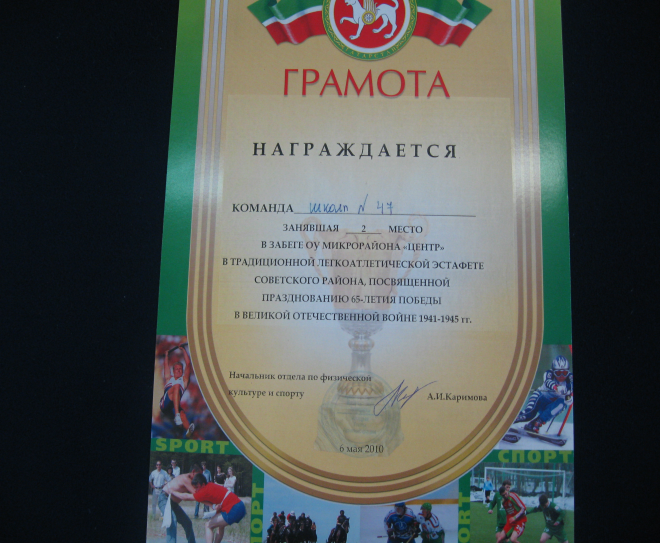 ГРАМОТА
НАГРАЖДАЕТСЯ
КОМАНДА школы N 47
ЗАНЯВШАЯ 2 МЕСТО
В ЗАБЕГЕ ОУ МИКРОРАЙОНА «ЦЕНТР»
В ТРАДИЦИОННОЙ ЛЕГКОАТЛЕТИЧЕСКОЙ ЭСТАФЕТЕ
СОВЕТСКОГО РАЙОНА, ПОСВЯЩЕННОЙ
ПРАЗДНОВАНИЮ 65-ЛЕТИЯ ПОБЕДЫ
В ВЕЛИКОЙ ОТЕЧЕСТВЕННОЙ ВОЙНЕ 1941-1945 гг.
Начальник отдела по физической
культуре и спорту А.И.Каримова
6 мая 2010
SPORT
СПОРТ